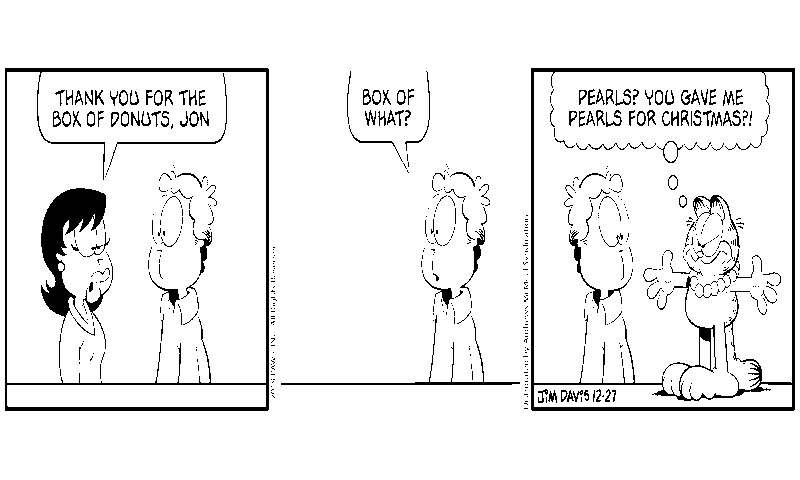 THANK YOU FOR THE
BOX OF DONUTS, JON
BOX OF
WHAT?
PEARLS? YOU GAVE ME
PEARLS FOR CHRISTMAS?!
JIM DAVIS 12-27